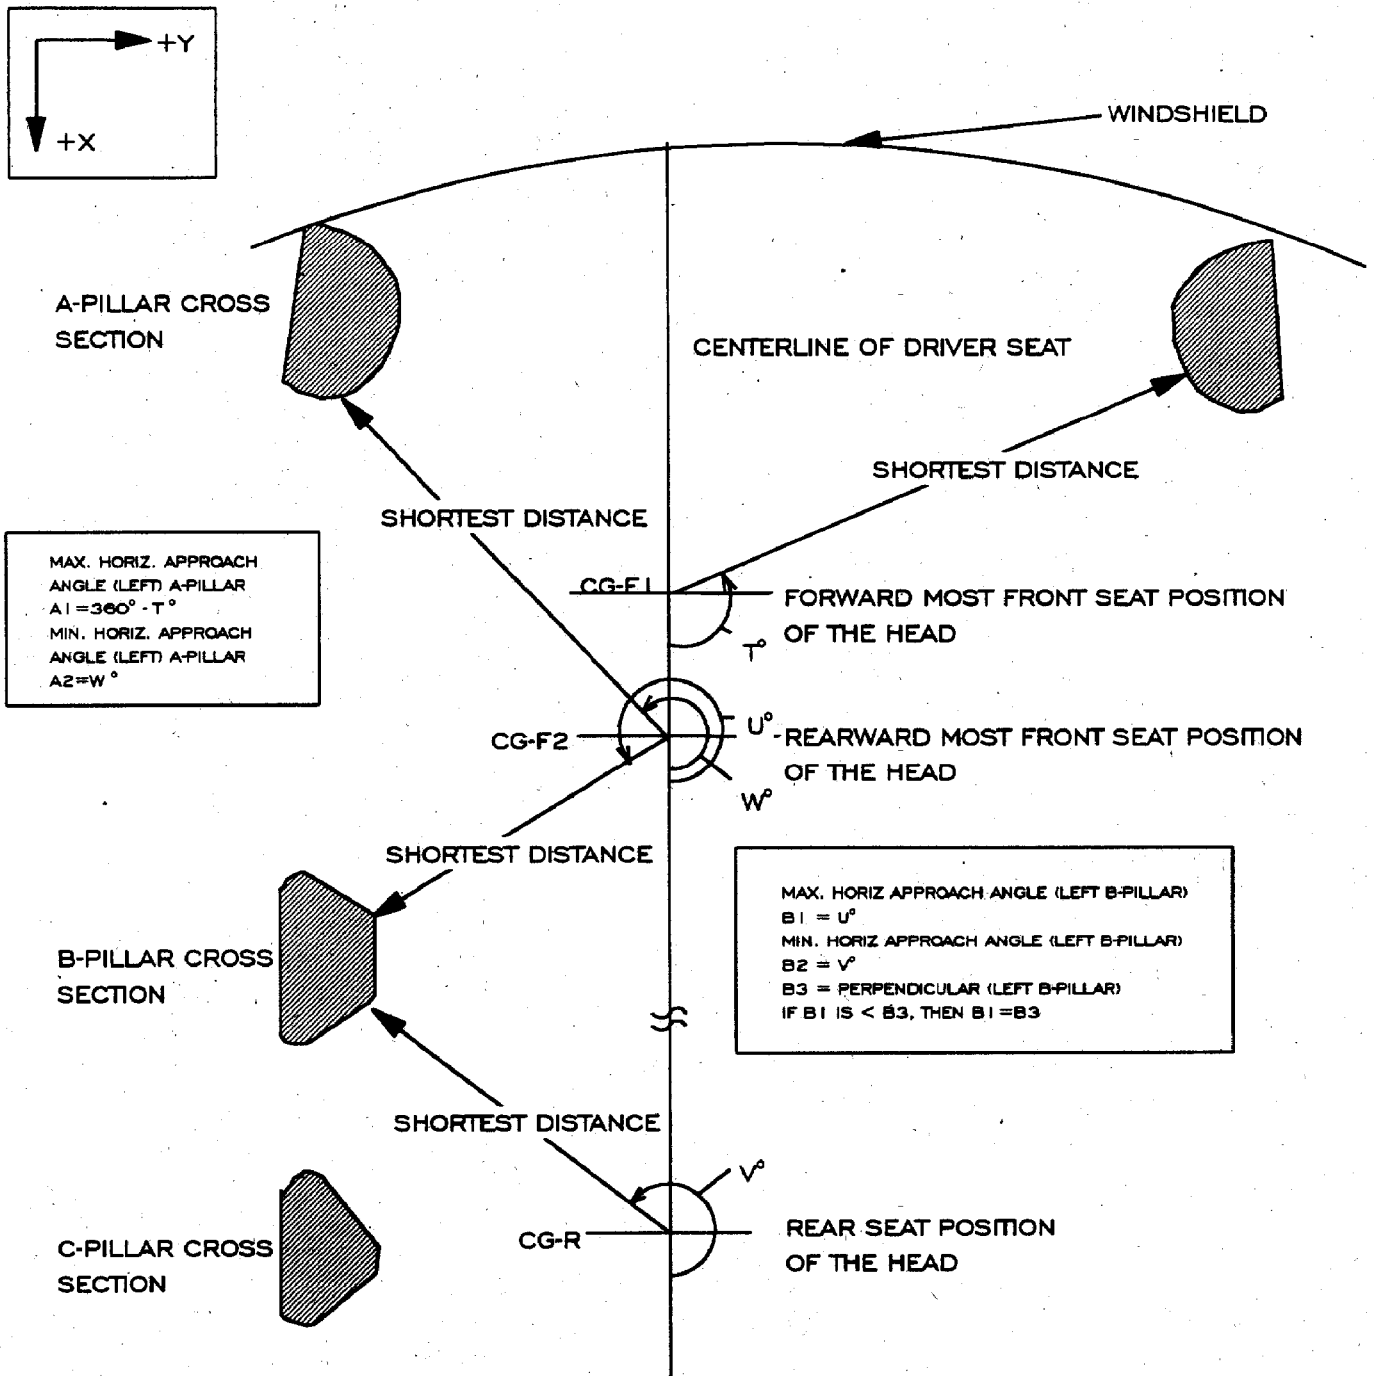 +Y
+X
WINDSHIELD
A-PILLAR CROSS
SECTION
CENTERLINE OF DRIVER SEAT
SHORTEST DISTANCE
SHORTEST DISTANCE
MAX. HORIZ. APPROACH
ANGLE (LEFT) A-PILLAR
A1=360° - T°
MIN. HORIZ. APPROACH
ANGLE (LEFT) A-PILLAR
A2=W°
CG-F1
FORWARD MOST FRONT SEAT POSITION
OF THE HEAD
T°
U°
CG-F2
REARWARD MOST FRONT SEAT POSITION
OF THE HEAD
W°
SHORTEST DISTANCE
MAX. HORIZ APPROACH ANGLE (LEFT B-PILLAR)
B1 = U°
MIN. HORIZ APPROACH ANGLE (LEFT B-PILLAR)
B2 = V°
B3 = PERPENDICULAR (LEFT B-PILLAR)
IF B1 IS < B3, THEN B1=B3
B-PILLAR CROSS
SECTION
SHORTEST DISTANCE
V°
CG-R
REAR SEAT POSITION
OF THE HEAD
C-PILLAR CROSS
SECTION